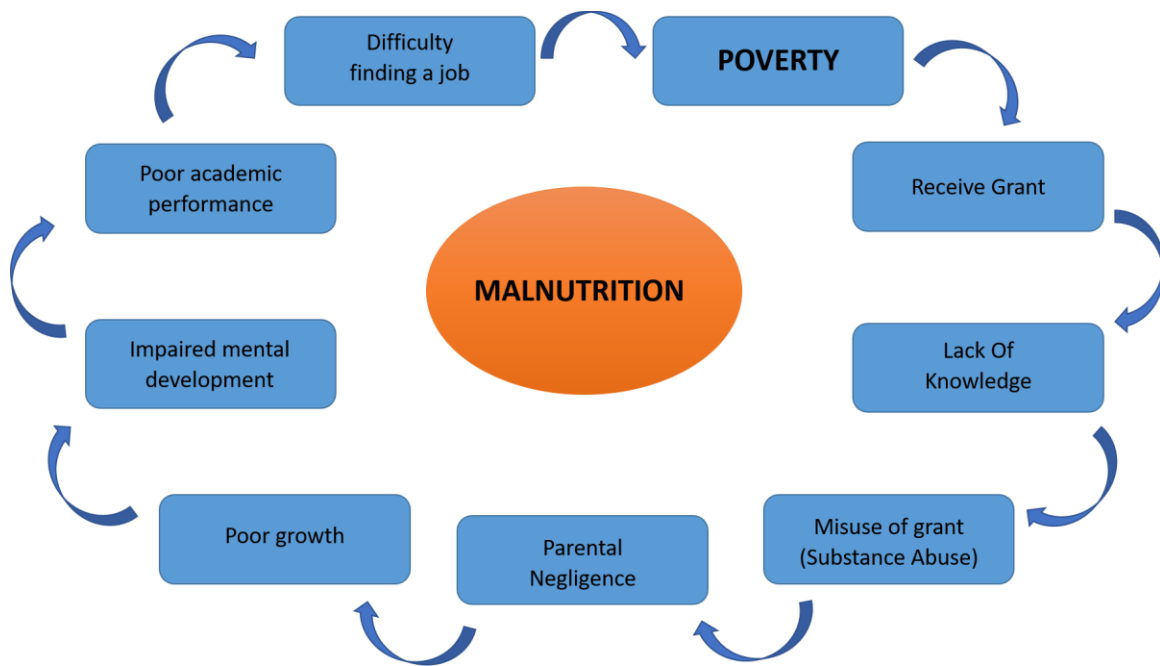 Difficulty
finding a job
POVERTY
Receive Grant
Lack Of
Knowledge
Misuse of grant
(Substance Abuse)
Parental
Negligence
Poor growth
Impaired mental
development
Poor academic
performance
MALNUTRITION